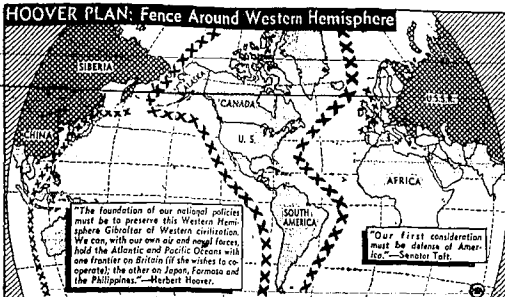 HOOVER PLAN: Fence Around Western Hemisphere
SIBERIA
ALASKA
CANADA
U.S.S.R.
CHINA
U. S.
AFRICA
SOUTH
AMERICA
"The foundation of our national policies
must be to preserve this Western Hemi-
sphere Gibraltar of Western civilization.
We can, with our own air and naval forces,
hold the Atlantic and Pacific Oceans with
one frontier on Britain (if she wishes to co-
operate); the other on Japan, Formosa and
the Philippines."—Herbert Hoover.
"Our first consideration
must be defense of Amer-
ica."—Senator Taft.